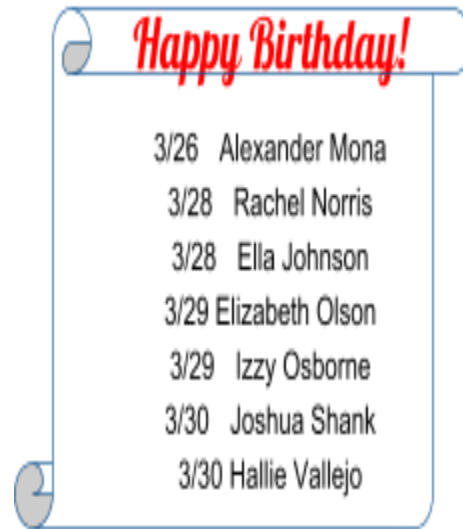 Happy Birthday!
3/26 Alexander Mona
3/28 Rachel Norris
3/28 Ella Johnson
3/29 Elizabeth Olson
3/29 Izzy Osborne
3/30 Joshua Shank
3/30 Hallie Vallejo